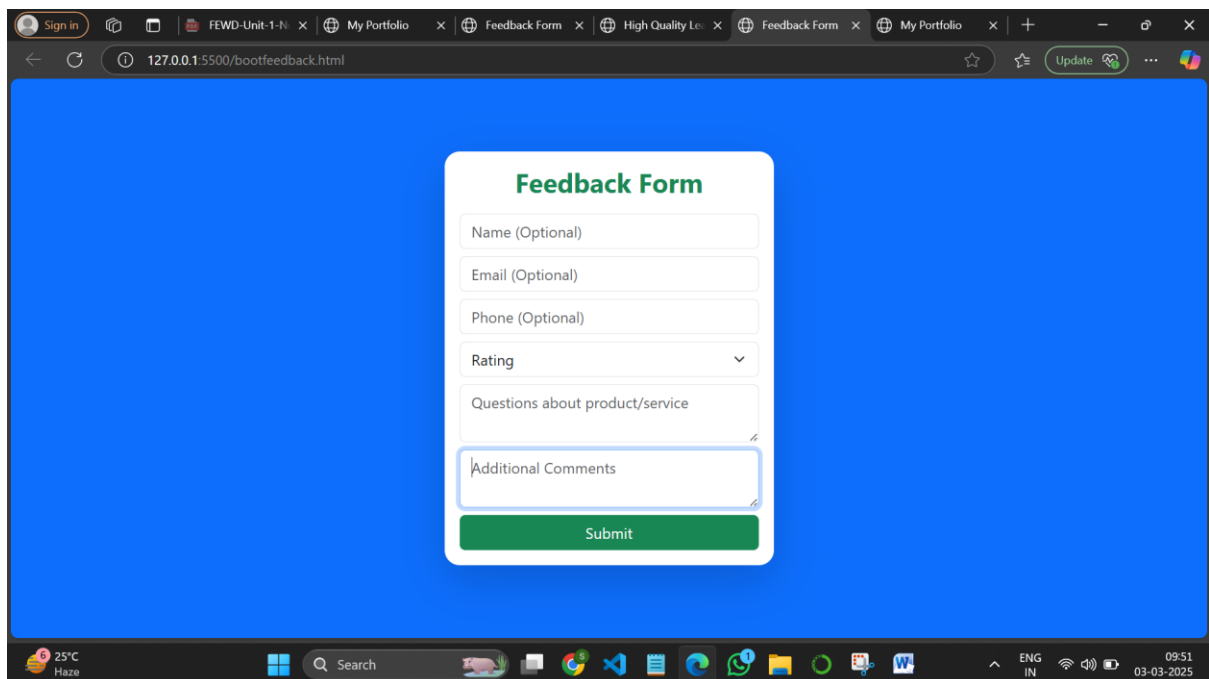 Sign in
FEWD-Unit-1-N
My Portfolio
Feedback Form
High Quality Le
Feedback Form
My Portfolio
127.0.0.1:5500/bootfeedback.html
Update
Feedback Form
Name (Optional)
Email (Optional)
Phone (Optional)
Rating
Questions about product/service
Additional Comments
Submit
6
25°C
Haze
Search
S
1
W
ENG
IN
09:51
03-03-2025